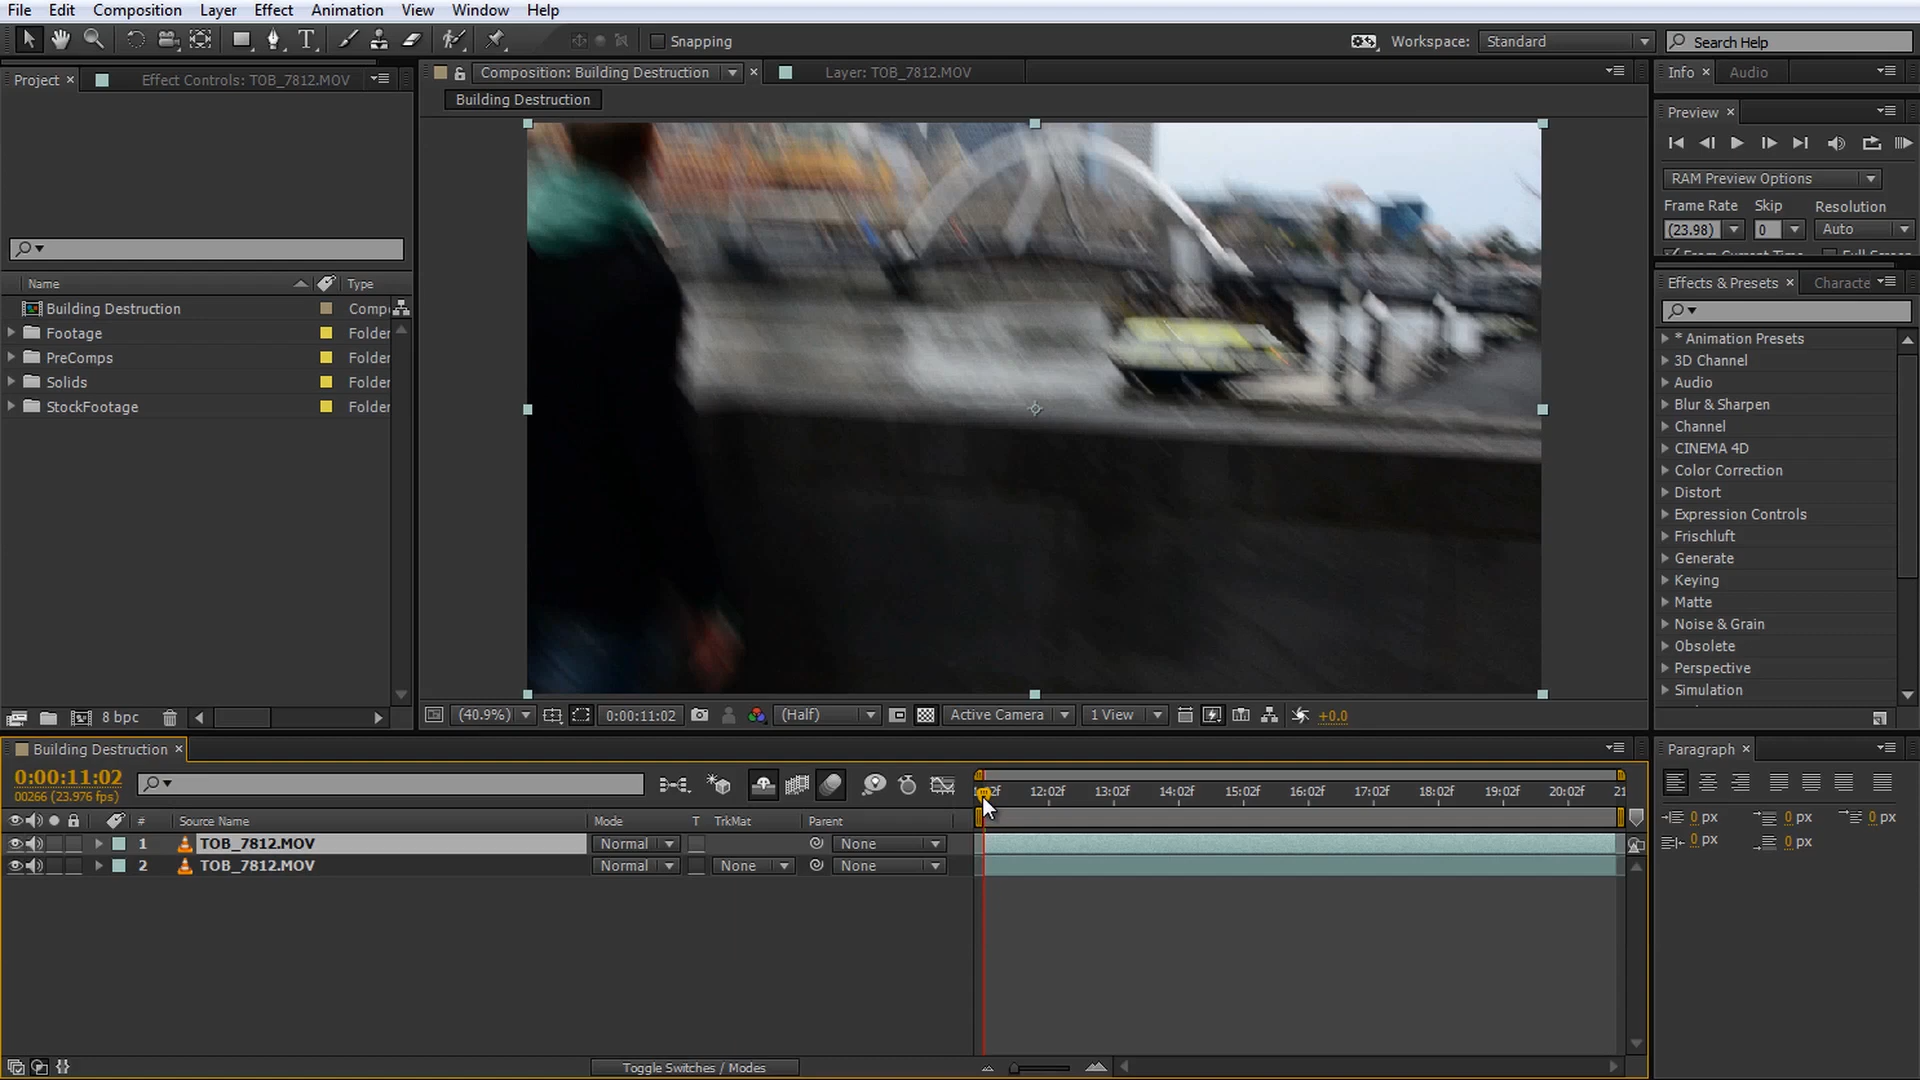 File Edit Composition Layer Effect Animation View Window Help
Snapping
Workspace: Standard
Search Help
Project
Effect Controls: TOB_7812.MOV
Composition: Building Destruction
Layer: TOB_7812.MOV
Building Destruction
Info Audio
Preview
RAM Preview Options
Frame Rate Skip Resolution
(23.98) 0 Auto
Effects & Presets Characte
* Animation Presets
3D Channel
Audio
Blur & Sharpen
Channel
CINEMA 4D
Color Correction
Distort
Expression Controls
Frischluft
Generate
Keying
Matte
Noise & Grain
Obsolete
Perspective
Simulation
Name Type
Building Destruction Comp
Footage Folder
PreComps Folder
Solids Folder
StockFootage Folder
8 bpc
(40.9%) 0:00:11:02 (Half) Active Camera 1 View +0.0
Building Destruction
0:00:11:02
00266 (23.976 fps)
12:02f 13:02f 14:02f 15:02f 16:02f 17:02f 18:02f 19:02f 20:02f 21
# Source Name Mode T TrkMat Parent
1 TOB_7812.MOV Normal None
2 TOB_7812.MOV Normal None None
Toggle Switches / Modes
Paragraph
0 px 0 px 0 px
0 px 0 px